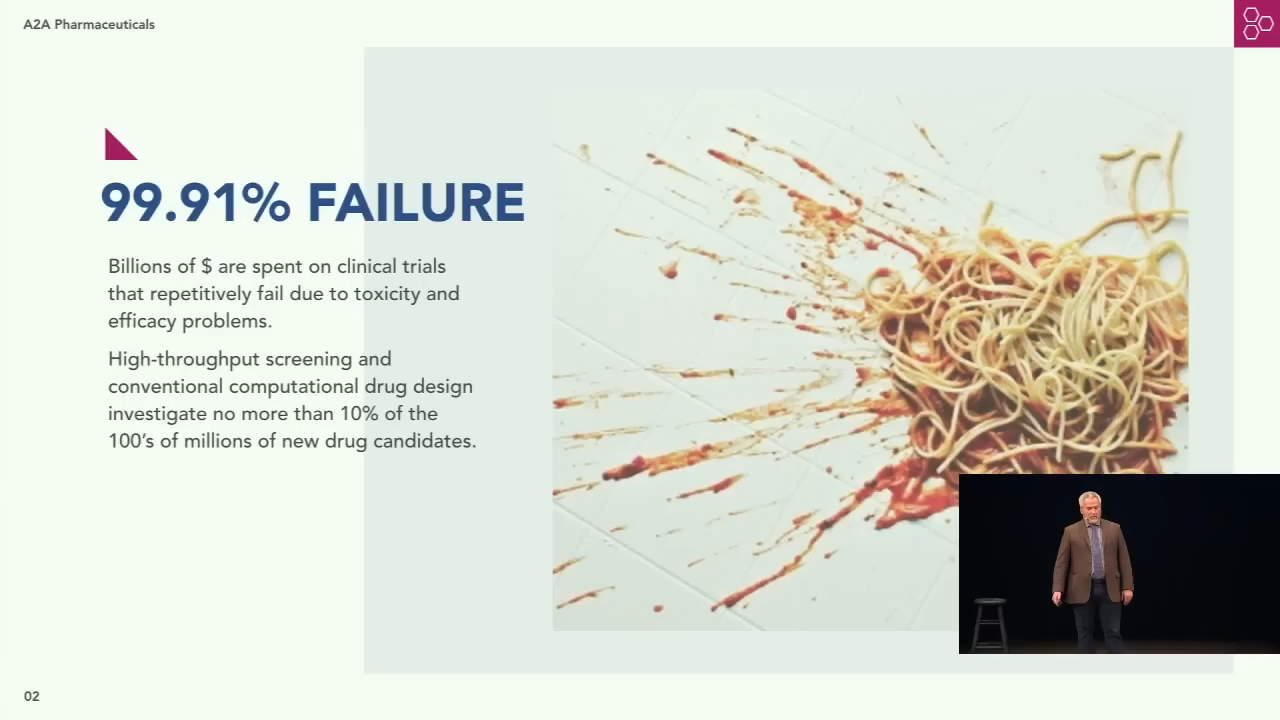 A2A Pharmaceuticals
99.91% FAILURE
Billions of $ are spent on clinical trials
that repetitively fail due to toxicity and
efficacy problems.
High-throughput screening and
conventional computational drug design
investigate no more than 10% of the
100’s of millions of new drug candidates.
02